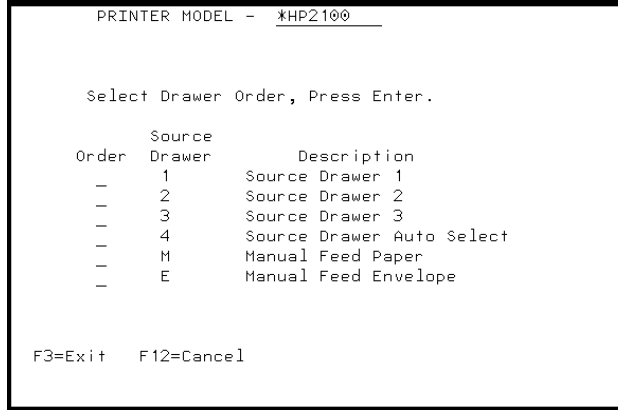 PRINTER MODEL - *HP2100
Select Drawer Order, Press Enter.
Source
Order Drawer Description
_ 1 Source Drawer 1
_ 2 Source Drawer 2
_ 3 Source Drawer 3
_ 4 Source Drawer Auto Select
_ M Manual Feed Paper
_ E Manual Feed Envelope
F3=Exit F12=Cancel